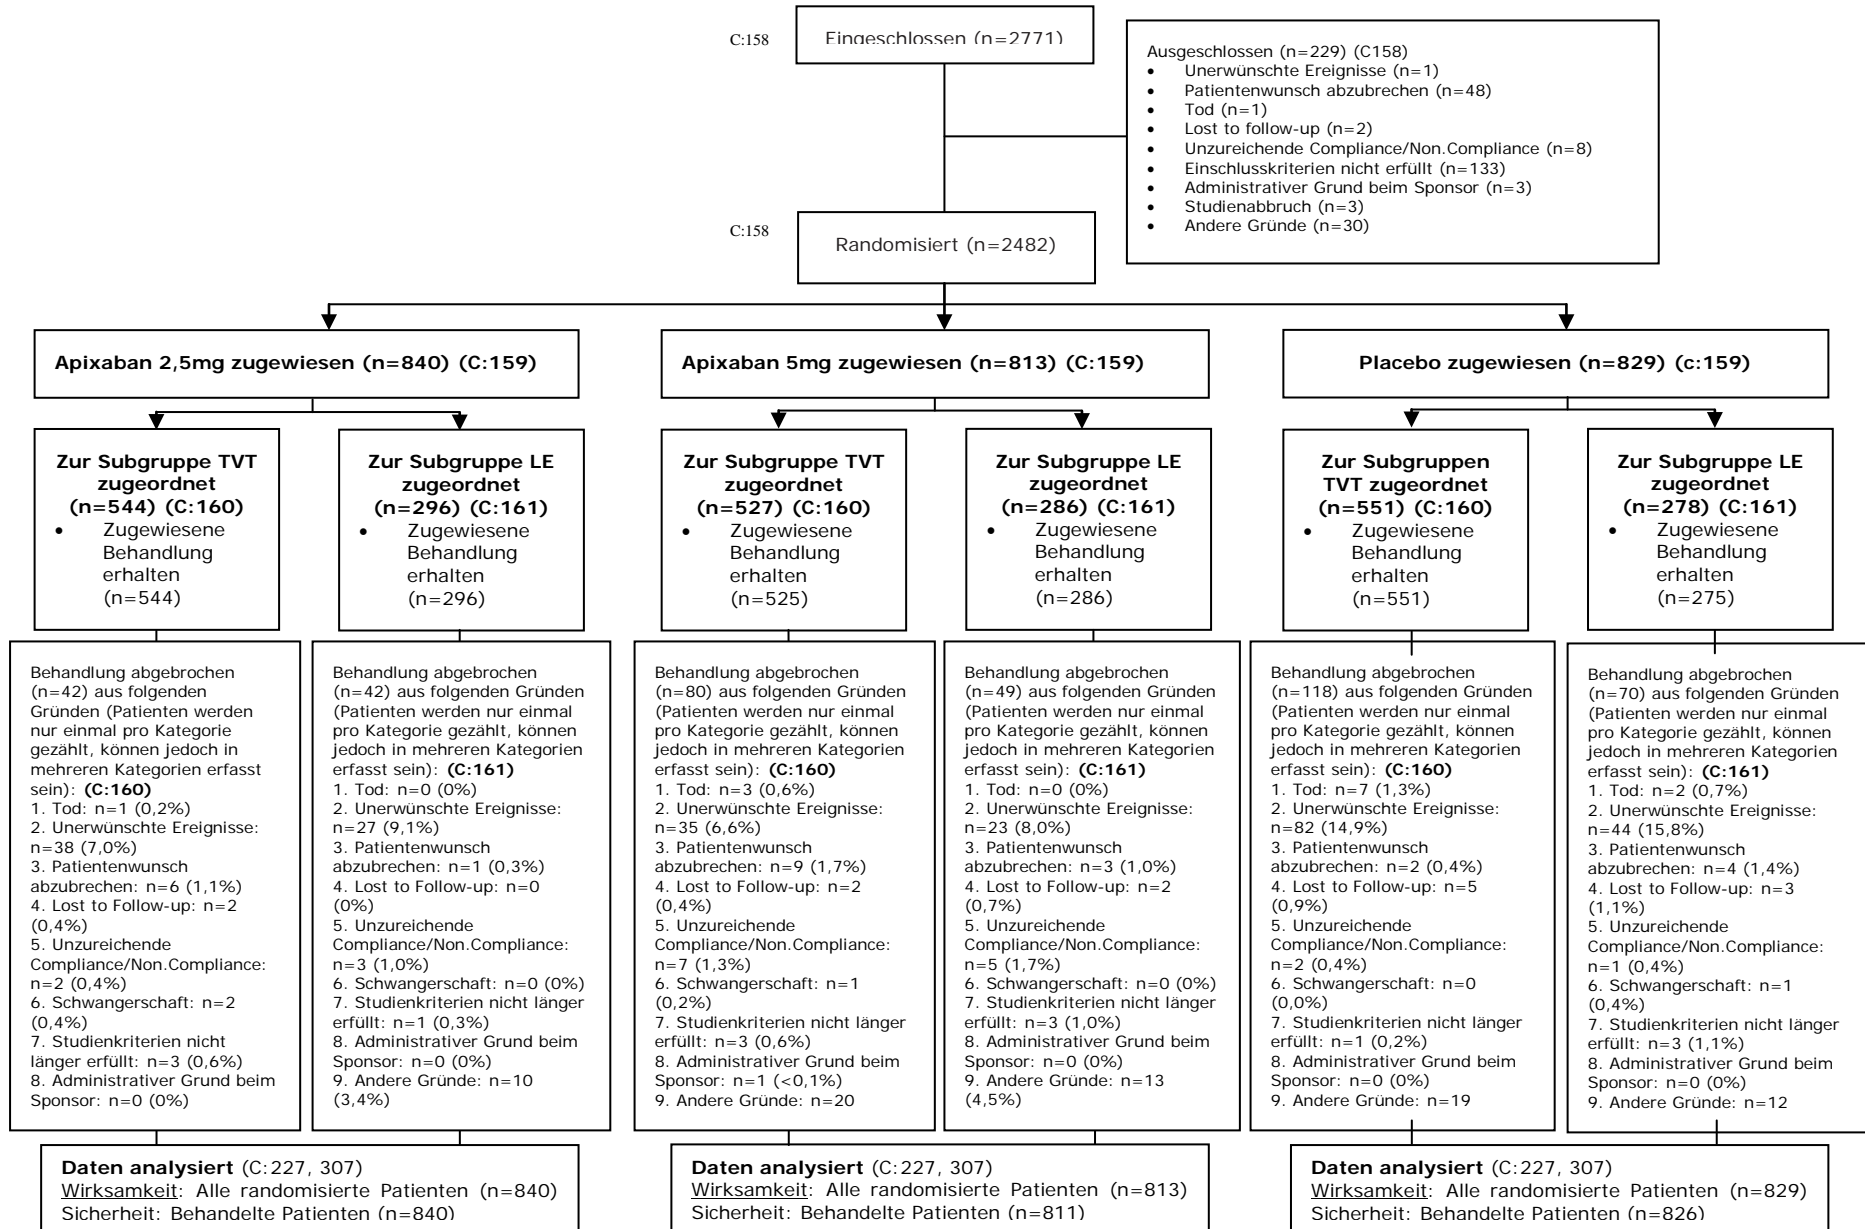 C:158
Eingeschlossen (n=2771)
Ausgeschlossen (n=229) (C158)
• Unerwünschte Ereignisse (n=1)
• Patientenwunsch abzubrechen (n=48)
• Tod (n=1)
• Lost to follow-up (n=2)
• Unzureichende Compliance/Non.Compliance (n=8)
• Einschlusskriterien nicht erfüllt (n=133)
• Administrativer Grund beim Sponsor (n=3)
• Studienabbruch (n=3)
• Andere Gründe (n=30)
C:158
Randomisiert (n=2482)
Apixaban 2,5mg zugewiesen (n=840) (C:159)
Apixaban 5mg zugewiesen (n=813) (C:159)
Placebo zugewiesen (n=829) (c:159)
Zur Subgruppe TVT
zugeordnet
(n=544) (C:160)
• Zugewiesene
Behandlung
erhalten
(n=544)
Zur Subgruppe LE
zugeordnet
(n=296) (C:161)
• Zugewiesene
Behandlung
erhalten
(n=296)
Zur Subgruppe TVT
zugeordnet
(n=527) (C:160)
• Zugewiesene
Behandlung
erhalten
(n=525)
Zur Subgruppe LE
zugeordnet
(n=286) (C:161)
• Zugewiesene
Behandlung
erhalten
(n=286)
Zur Subgruppen
TVT zugeordnet
(n=551) (C:160)
• Zugewiesene
Behandlung
erhalten
(n=551)
Zur Subgruppe LE
zugeordnet
(n=278) (C:161)
• Zugewiesene
Behandlung
erhalten
(n=275)
Behandlung abgebrochen
(n=42) aus folgenden
Gründen (Patienten werden
nur einmal pro Kategorie
gezählt, können jedoch in
mehreren Kategorien erfasst
sein): (C:160)
1. Tod: n=1 (0,2%)
2. Unerwünschte Ereignisse:
n=38 (7,0%)
3. Patientenwunsch
abzubrechen: n=6 (1,1%)
4. Lost to Follow-up: n=2
(0,4%)
5. Unzureichende
Compliance/Non.Compliance:
n=2 (0,4%)
6. Schwangerschaft: n=2
(0,4%)
7. Studienkriterien nicht
länger erfüllt: n=3 (0,6%)
8. Administrativer Grund beim
Sponsor: n=0 (0%)
Behandlung abgebrochen
(n=42) aus folgenden Gründen
(Patienten werden nur einmal
pro Kategorie gezählt, können
jedoch in mehreren Kategorien
erfasst sein): (C:161)
1. Tod: n=0 (0%)
2. Unerwünschte Ereignisse:
n=27 (9,1%)
3. Patientenwunsch
abzubrechen: n=1 (0,3%)
4. Lost to Follow-up: n=0
(0%)
5. Unzureichende
Compliance/Non.Compliance:
n=3 (1,0%)
6. Schwangerschaft: n=0 (0%)
7. Studienkriterien nicht länger
erfüllt: n=1 (0,3%)
8. Administrativer Grund beim
Sponsor: n=0 (0%)
9. Andere Gründe: n=10
(3,4%)
Behandlung abgebrochen
(n=80) aus folgenden Gründen
(Patienten werden nur einmal
pro Kategorie gezählt, können
jedoch in mehreren Kategorien
erfasst sein): (C:160)
1. Tod: n=3 (0,6%)
2. Unerwünschte Ereignisse:
n=35 (6,6%)
3. Patientenwunsch
abzubrechen: n=9 (1,7%)
4. Lost to Follow-up: n=2
(0,4%)
5. Unzureichende
Compliance/Non.Compliance:
n=7 (1,3%)
6. Schwangerschaft: n=1
(0,2%)
7. Studienkriterien nicht länger
erfüllt: n=3 (0,6%)
8. Administrativer Grund beim
Sponsor: n=1 (<0,1%)
9. Andere Gründe: n=20
Behandlung abgebrochen
(n=49) aus folgenden Gründen
(Patienten werden nur einmal
pro Kategorie gezählt, können
jedoch in mehreren Kategorien
erfasst sein): (C:161)
1. Tod: n=0 (0%)
2. Unerwünschte Ereignisse:
n=23 (8,0%)
3. Patientenwunsch
abzubrechen: n=3 (1,0%)
4. Lost to Follow-up: n=2
(0,7%)
5. Unzureichende
Compliance/Non.Compliance:
n=5 (1,7%)
6. Schwangerschaft: n=0 (0%)
7. Studienkriterien nicht länger
erfüllt: n=3 (1,0%)
8. Administrativer Grund beim
Sponsor: n=0 (0%)
9. Andere Gründe: n=13
(4,5%)
Behandlung abgebrochen
(n=118) aus folgenden Gründen
(Patienten werden nur einmal
pro Kategorie gezählt, können
jedoch in mehreren Kategorien
erfasst sein): (C:160)
1. Tod: n=7 (1,3%)
2. Unerwünschte Ereignisse:
n=82 (14,9%)
3. Patientenwunsch
abzubrechen: n=2 (0,4%)
4. Lost to Follow-up: n=5
(0,9%)
5. Unzureichende
Compliance/Non.Compliance:
n=2 (0,4%)
6. Schwangerschaft: n=0
(0,0%)
7. Studienkriterien nicht länger
erfüllt: n=1 (0,2%)
8. Administrativer Grund beim
Sponsor: n=0 (0%)
9. Andere Gründe: n=19
Behandlung abgebrochen
(n=70) aus folgenden Gründen
(Patienten werden nur einmal
pro Kategorie gezählt, können
jedoch in mehreren Kategorien
erfasst sein): (C:161)
1. Tod: n=2 (0,7%)
2. Unerwünschte Ereignisse:
n=44 (15,8%)
3. Patientenwunsch
abzubrechen: n=4 (1,4%)
4. Lost to Follow-up: n=3
(1,1%)
5. Unzureichende
Compliance/Non.Compliance:
n=1 (0,4%)
6. Schwangerschaft: n=1
(0,4%)
7. Studienkriterien nicht länger
erfüllt: n=3 (1,1%)
8. Administrativer Grund beim
Sponsor: n=0 (0%)
9. Andere Gründe: n=12
Daten analysiert (C:227, 307)
Wirksamkeit: Alle randomisierte Patienten (n=840)
Sicherheit: Behandelte Patienten (n=840)
Daten analysiert (C:227, 307)
Wirksamkeit: Alle randomisierte Patienten (n=813)
Sicherheit: Behandelte Patienten (n=811)
Daten analysiert (C:227, 307)
Wirksamkeit: Alle randomisierte Patienten (n=829)
Sicherheit: Behandelte Patienten (n=826)